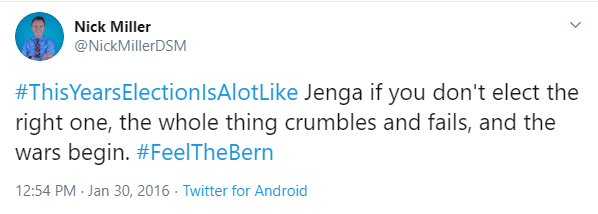 Nick Miller
@NickMillerDSM
#ThisYearsElectionIsAlotLike Jenga if you don't elect the
right one, the whole thing crumbles and fails, and the
wars begin. #FeelTheBern
12:54 PM · Jan 30, 2016 · Twitter for Android